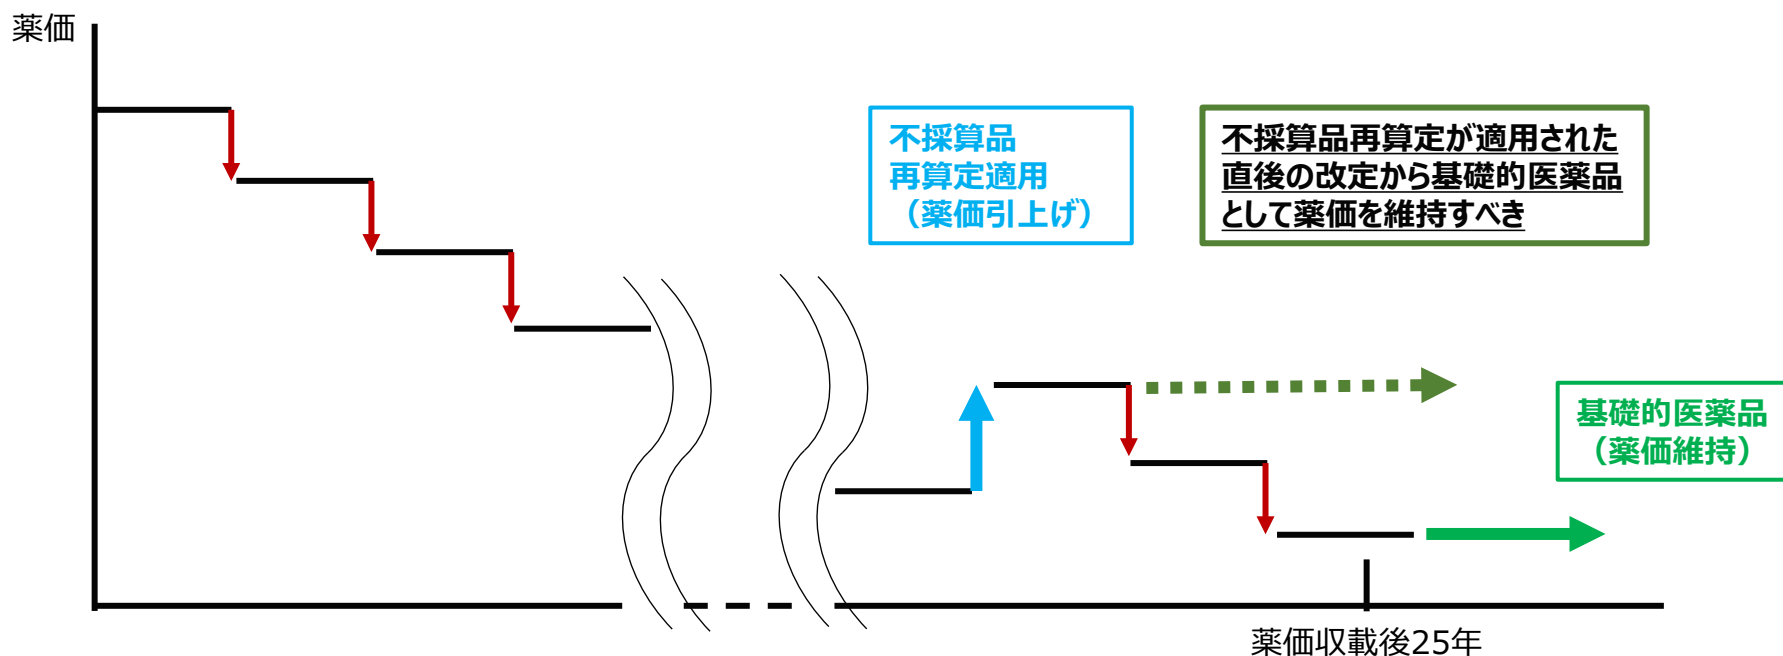 薬価
不採算品
再算定適用
（薬価引上げ）
不採算品再算定が適用された
直後の改定から基礎的医薬品
として薬価を維持すべき
基礎的医薬品
（薬価維持）
薬価収載後25年